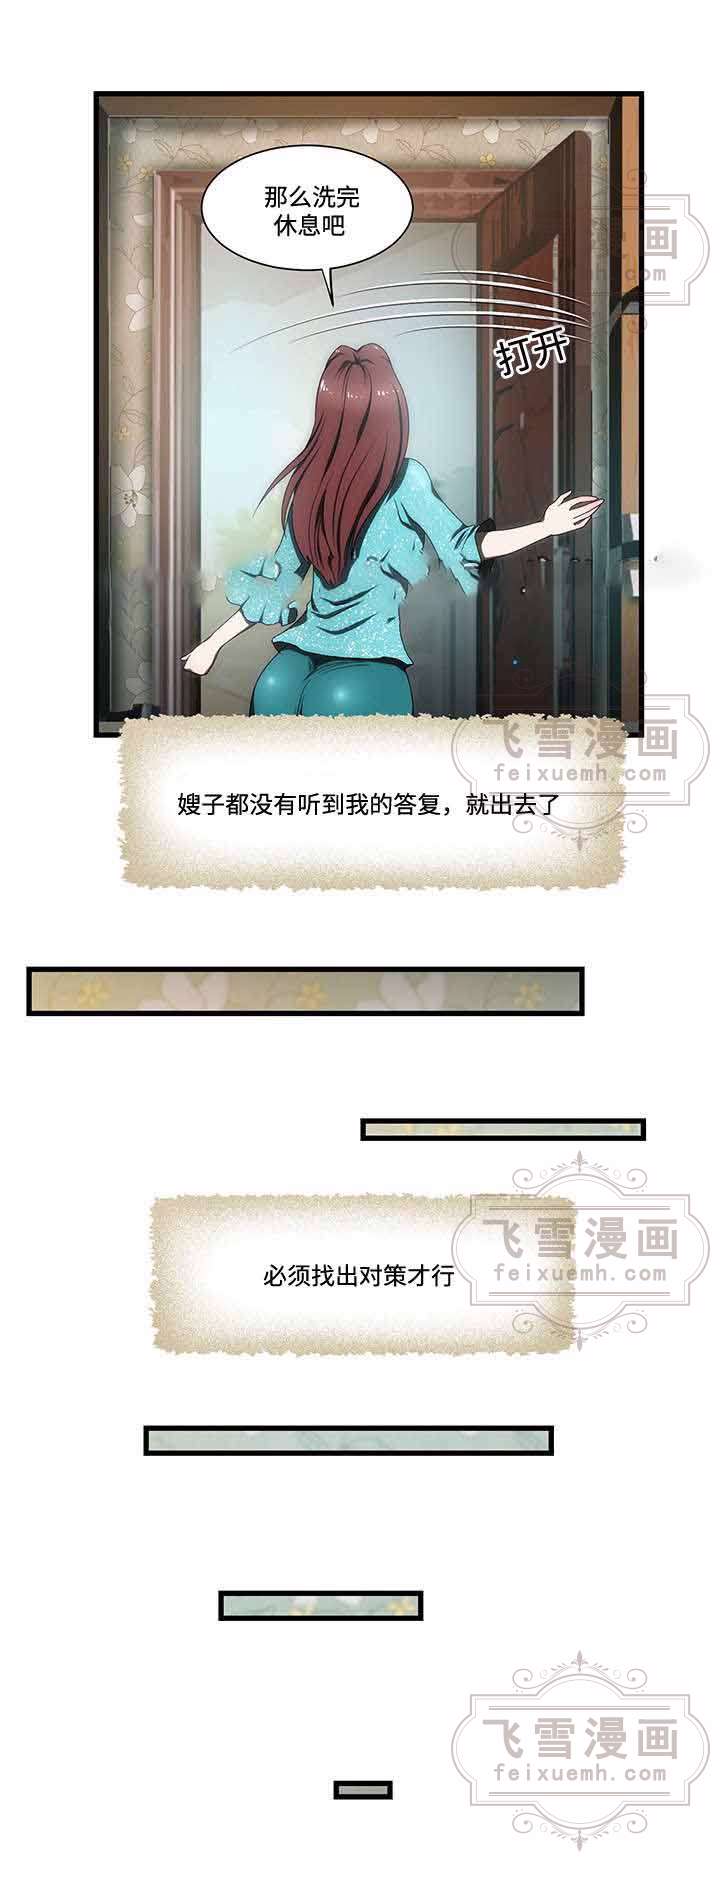 那么洗完
休息吧
飞雪漫画
feixuemh.com
打开
飞雪漫画
feixuemh.com
嫂子都没有听到我的答复，就出去了
飞雪漫画
feixuemh.com
必须找出对策才行
飞雪漫画
feixuemh.com